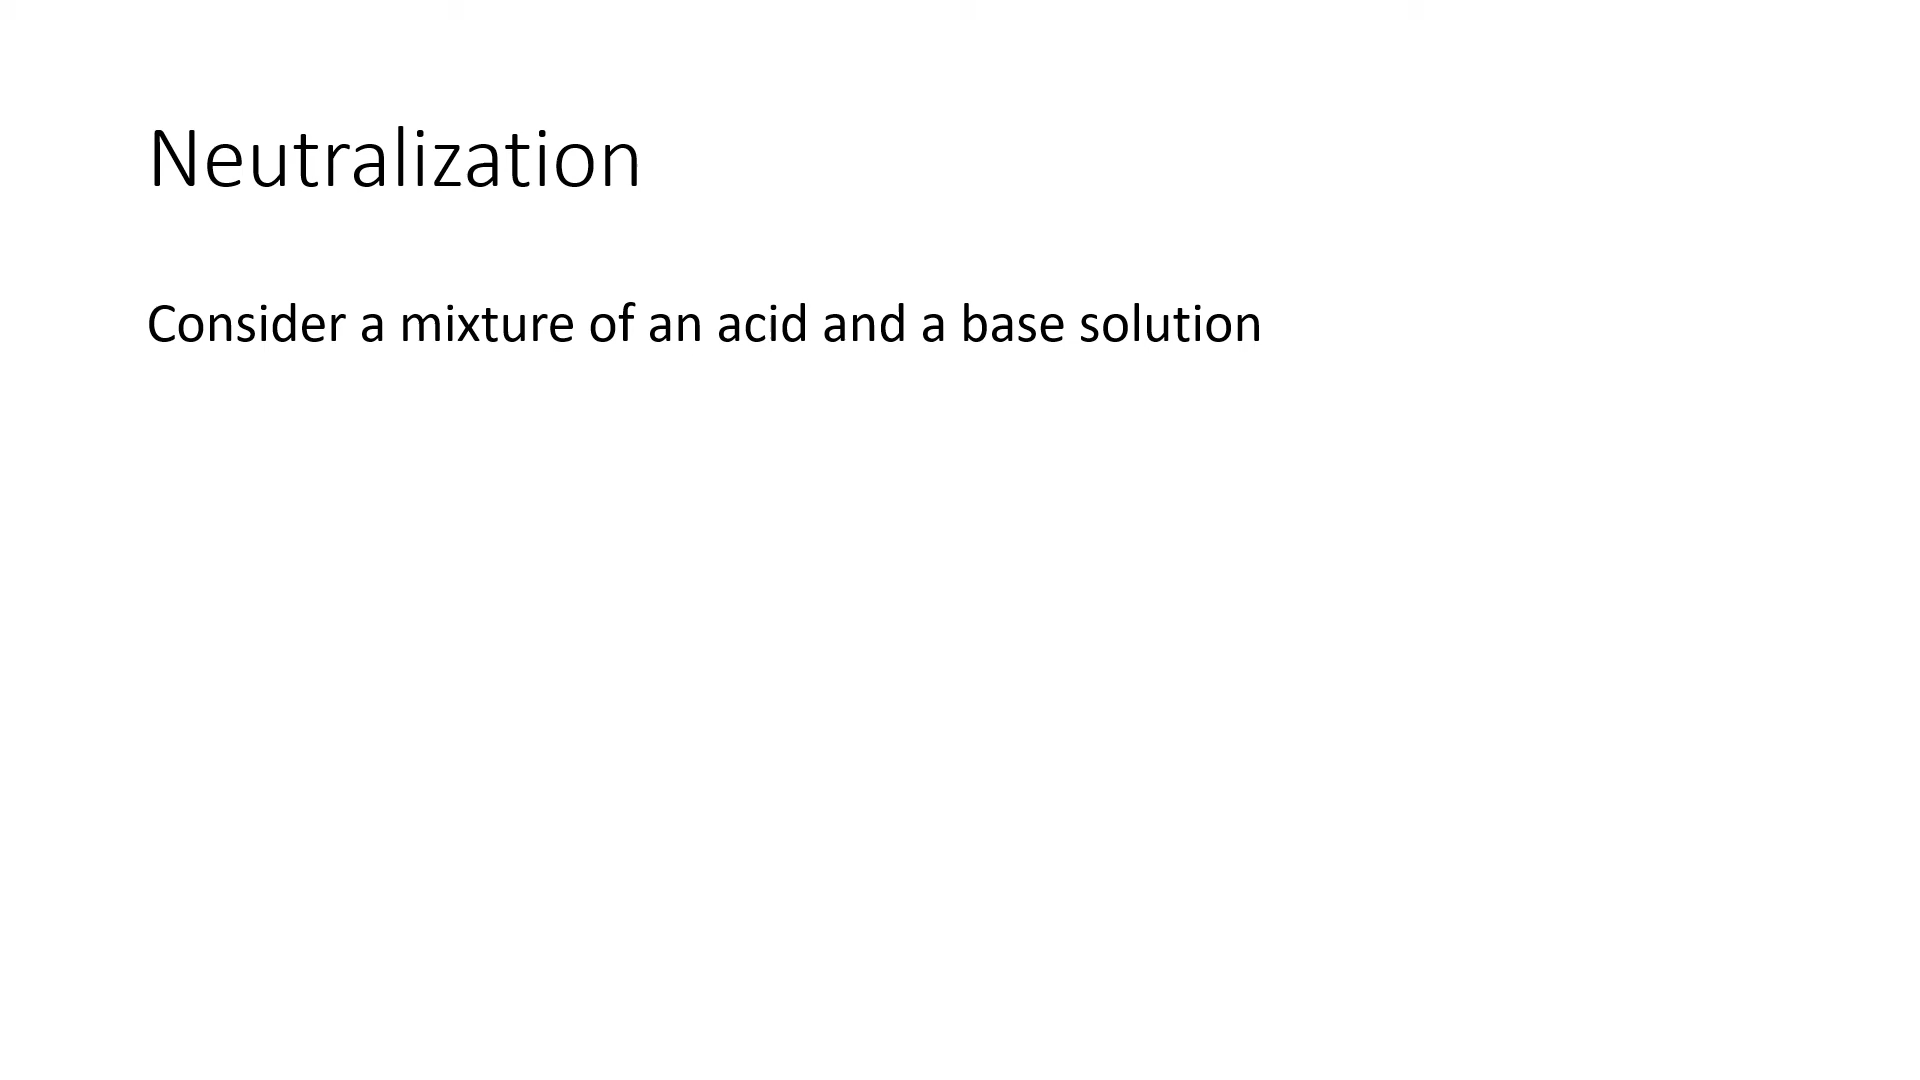 Neutralization
Consider a mixture of an acid and a base solution